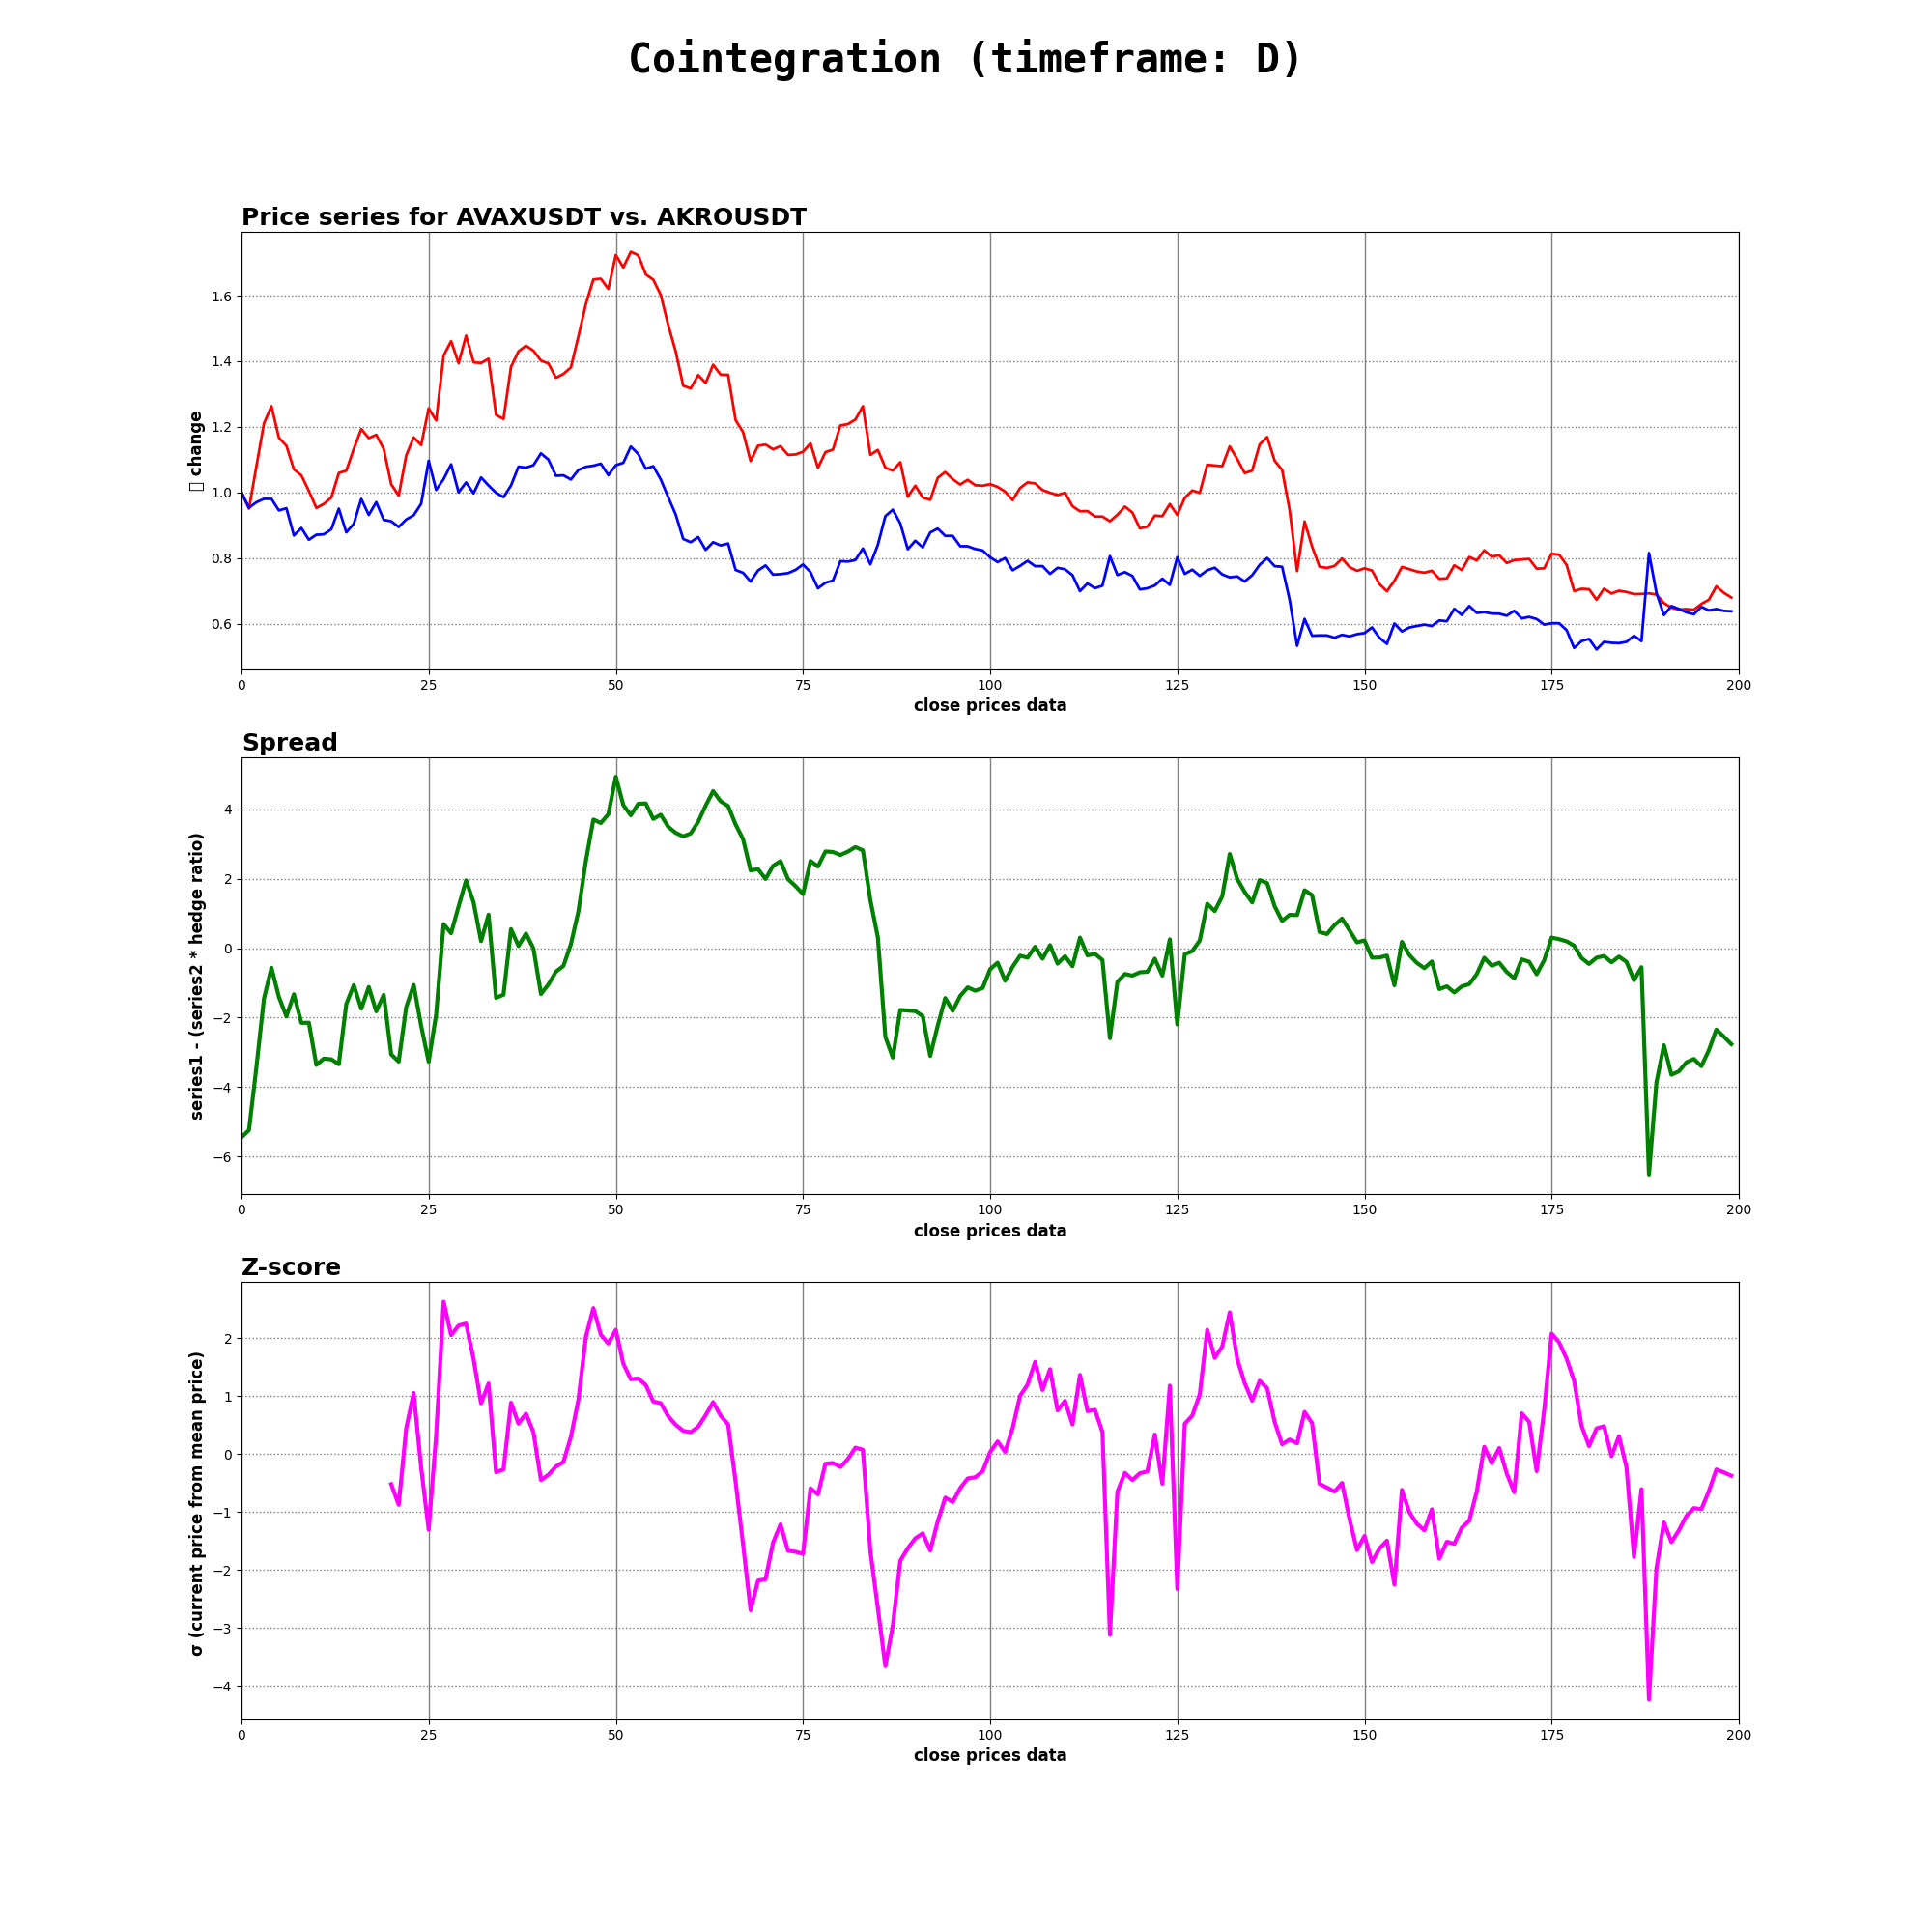 Cointegration (timeframe: D)
Price series for AVAXUSDT vs. AKROUSDT
change
1.6
1.4
1.2
1.0
0.8
0.6
0 25 50 75 100 125 150 175 200
close prices data
Spread
series1 - (series2 * hedge ratio)
4
2
0
−2
−4
−6
0 25 50 75 100 125 150 175 200
close prices data
Z-score
σ (current price from mean price)
2
1
0
−1
−2
−3
−4
0 25 50 75 100 125 150 175 200
close prices data